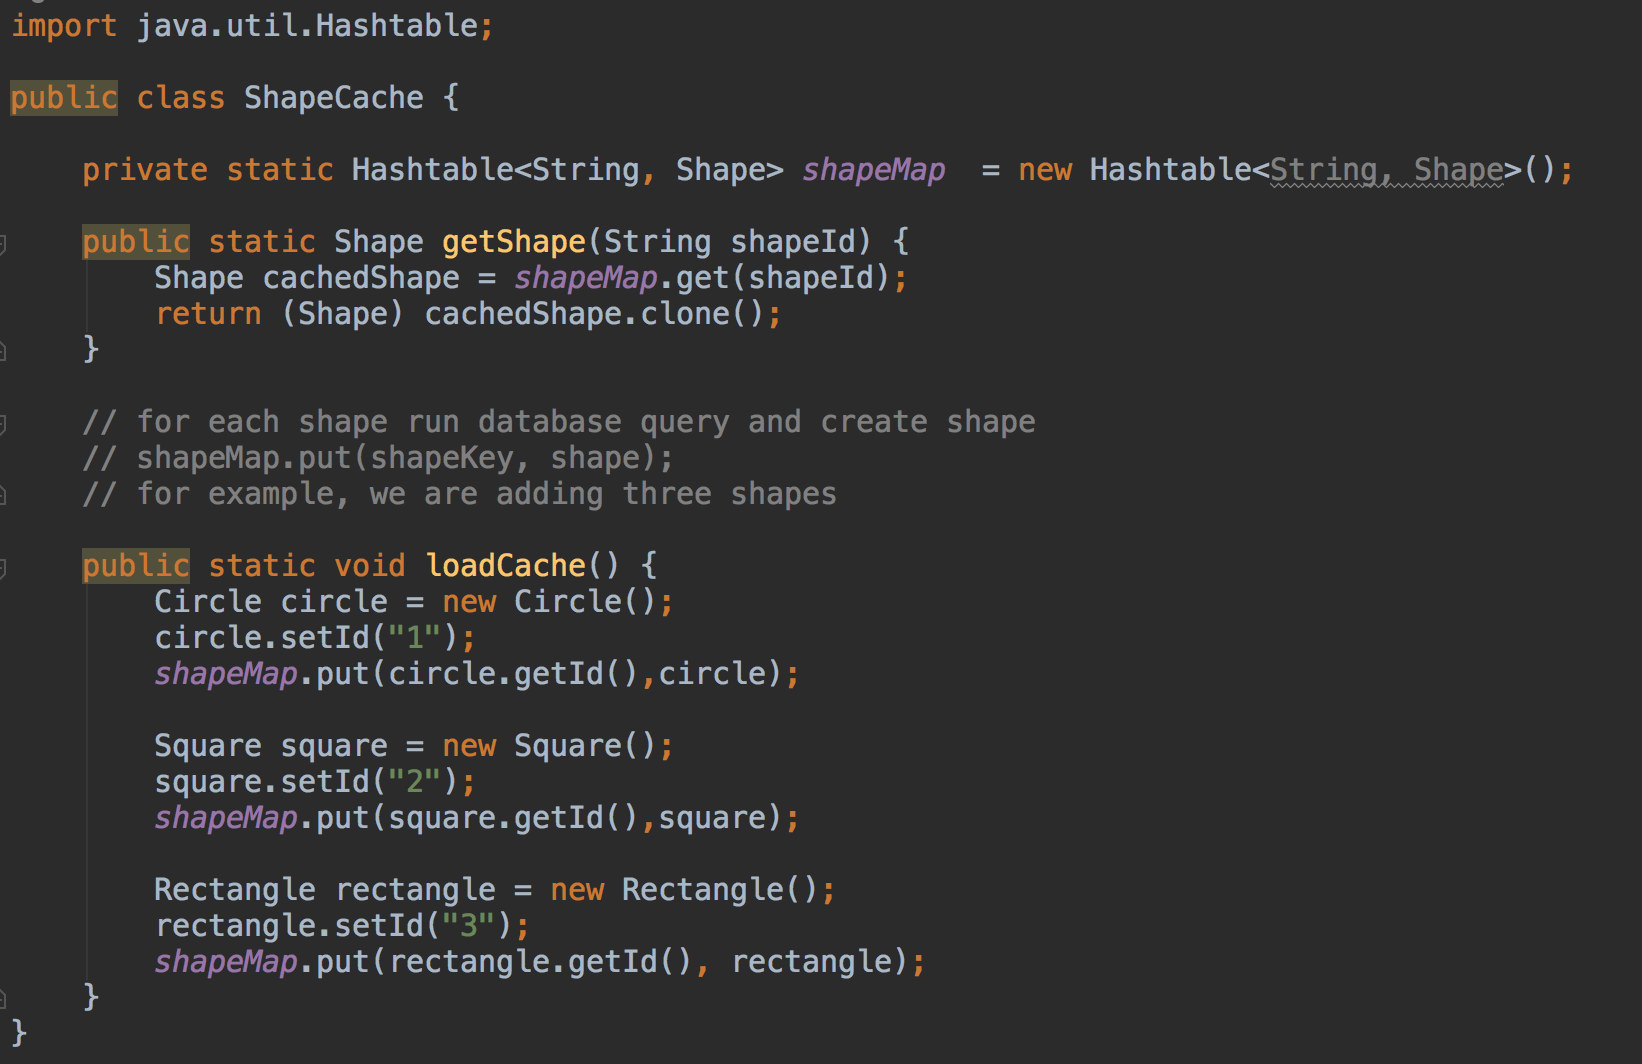 import java.util.Hashtable;
public class ShapeCache {
private static Hashtable<String, Shape> shapeMap  = new Hashtable<String, Shape>();
public static Shape getShape(String shapeId) {
Shape cachedShape = shapeMap.get(shapeId);
return (Shape) cachedShape.clone();
}
// for each shape run database query and create shape
// shapeMap.put(shapeKey, shape);
// for example, we are adding three shapes
public static void loadCache() {
Circle circle = new Circle();
circle.setId("1");
shapeMap.put(circle.getId(),circle);
Square square = new Square();
square.setId("2");
shapeMap.put(square.getId(),square);
Rectangle rectangle = new Rectangle();
rectangle.setId("3");
shapeMap.put(rectangle.getId(), rectangle);
}
}